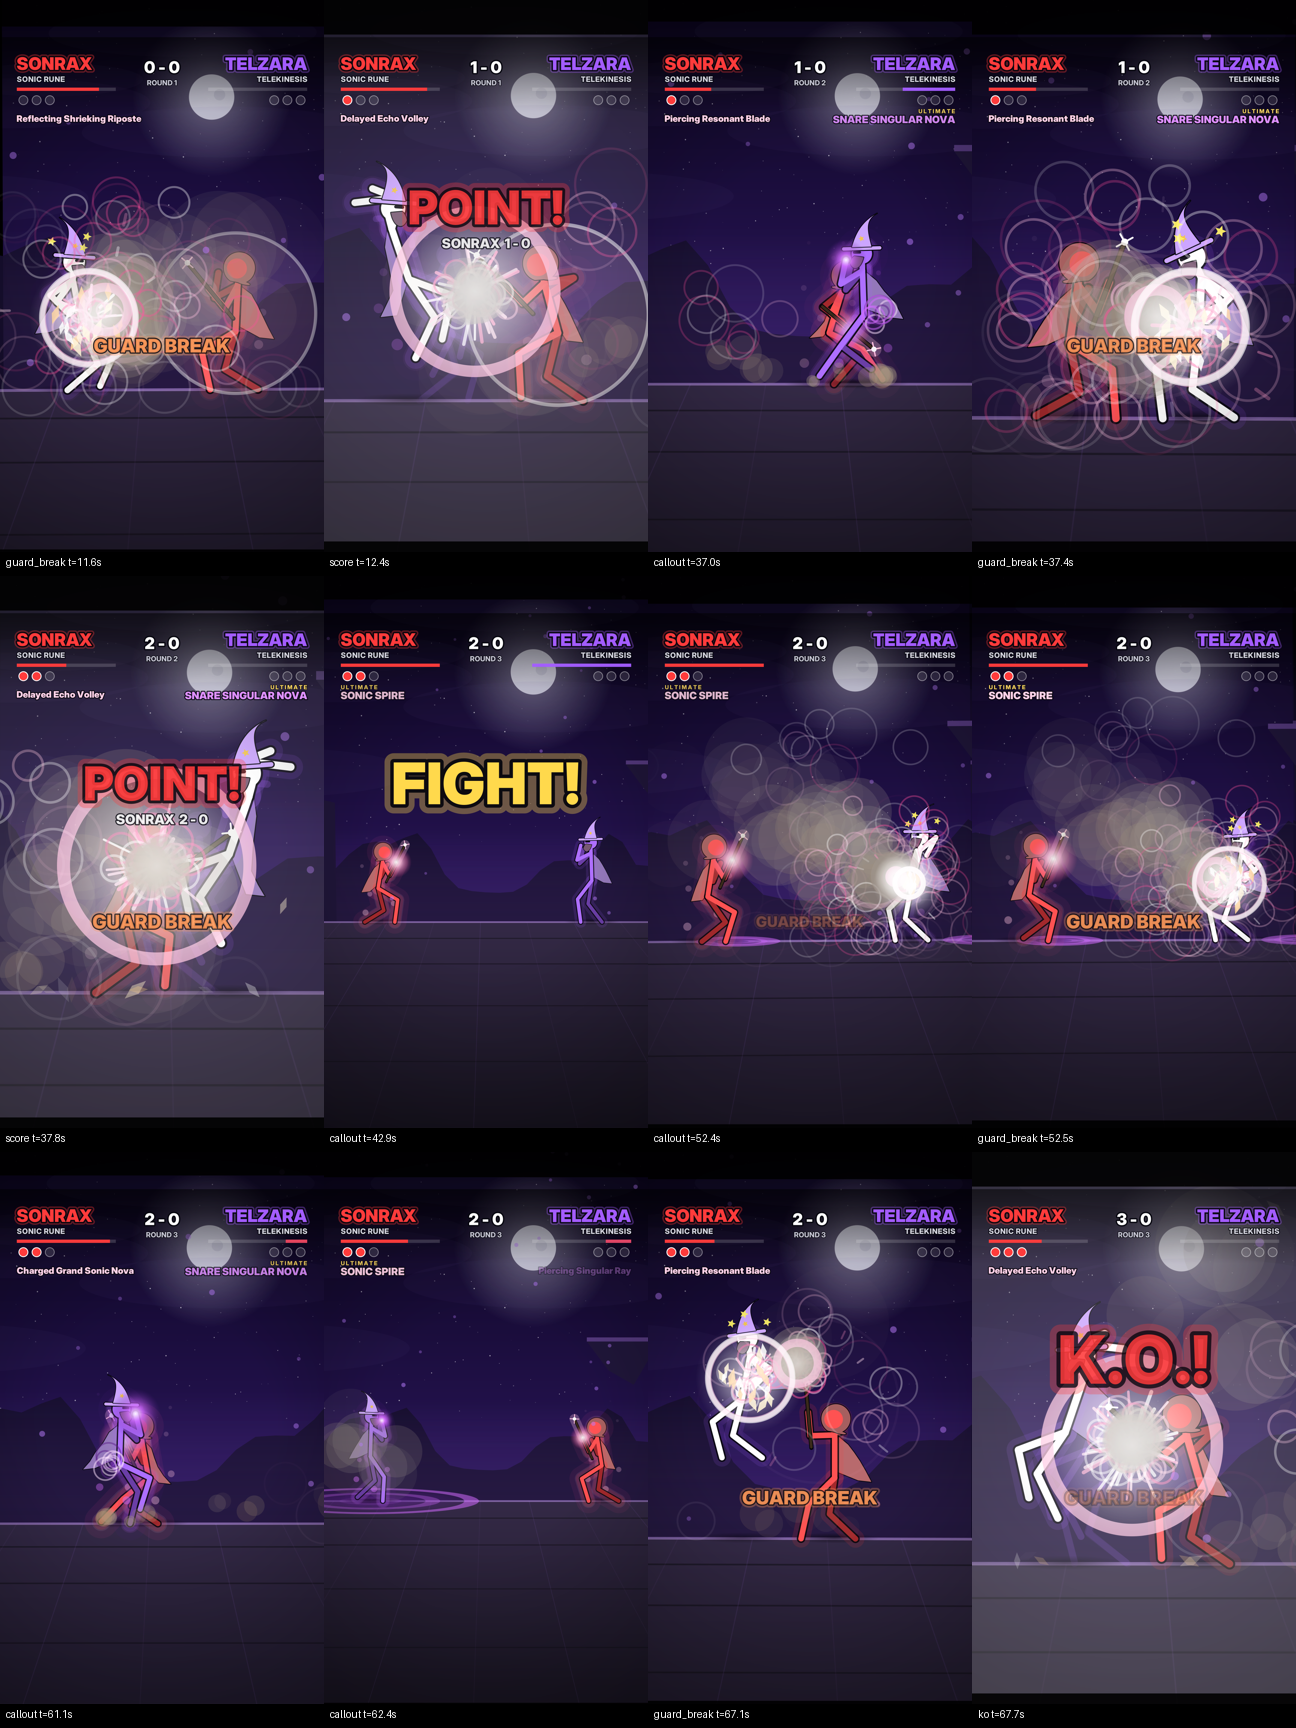 SONRAX 0-0 TELZARA
SONIC RUNE ROUND 1 TELEKINESIS
Reflecting Shrieking Riposte
GUARD BREAK
guard_break t=11.6s
SONRAX 1-0 TELZARA
SONIC RUNE ROUND 1 TELEKINESIS
Delayed Echo Volley
POINT!
SONRAX 1-0
score t=12.4s
SONRAX 1-0 TELZARA
SONIC RUNE ROUND 2 TELEKINESIS
ULTIMATE
Piercing Resonant Blade SNARE SINGULAR NOVA
callout t=37.0s
SONRAX 1-0 TELZARA
SONIC RUNE ROUND 2 TELEKINESIS
ULTIMATE
Piercing Resonant Blade SNARE SINGULAR NOVA
GUARD BREAK
guard_break t=37.4s
SONRAX 2-0 TELZARA
SONIC RUNE ROUND 2 TELEKINESIS
ULTIMATE
Delayed Echo Volley SNARE SINGULAR NOVA
POINT!
SONRAX 2-0
GUARD BREAK
score t=37.8s
SONRAX 2-0 TELZARA
SONIC RUNE ROUND 3 TELEKINESIS
ULTIMATE
SONIC SPIRE
FIGHT!
callout t=42.9s
SONRAX 2-0 TELZARA
SONIC RUNE ROUND 3 TELEKINESIS
ULTIMATE
SONIC SPIRE
GUARD BREAK
callout t=52.4s
SONRAX 2-0 TELZARA
SONIC RUNE ROUND 3 TELEKINESIS
ULTIMATE
SONIC SPIRE
GUARD BREAK
guard_break t=52.5s
SONRAX 2-0 TELZARA
SONIC RUNE ROUND 3 TELEKINESIS
ULTIMATE
Charged Grand Sonic Nova SNARE SINGULAR NOVA
callout t=61.1s
SONRAX 2-0 TELZARA
SONIC RUNE ROUND 3 TELEKINESIS
ULTIMATE
SONIC SPIRE Piercing Singular Ray
callout t=62.4s
SONRAX 2-0 TELZARA
SONIC RUNE ROUND 3 TELEKINESIS
Piercing Resonant Blade
GUARD BREAK
guard_break t=67.1s
SONRAX 3-0 TELZARA
SONIC RUNE ROUND 3 TELEKINESIS
Delayed Echo Volley
K.O.!
GUARD BREAK
ko t=67.7s